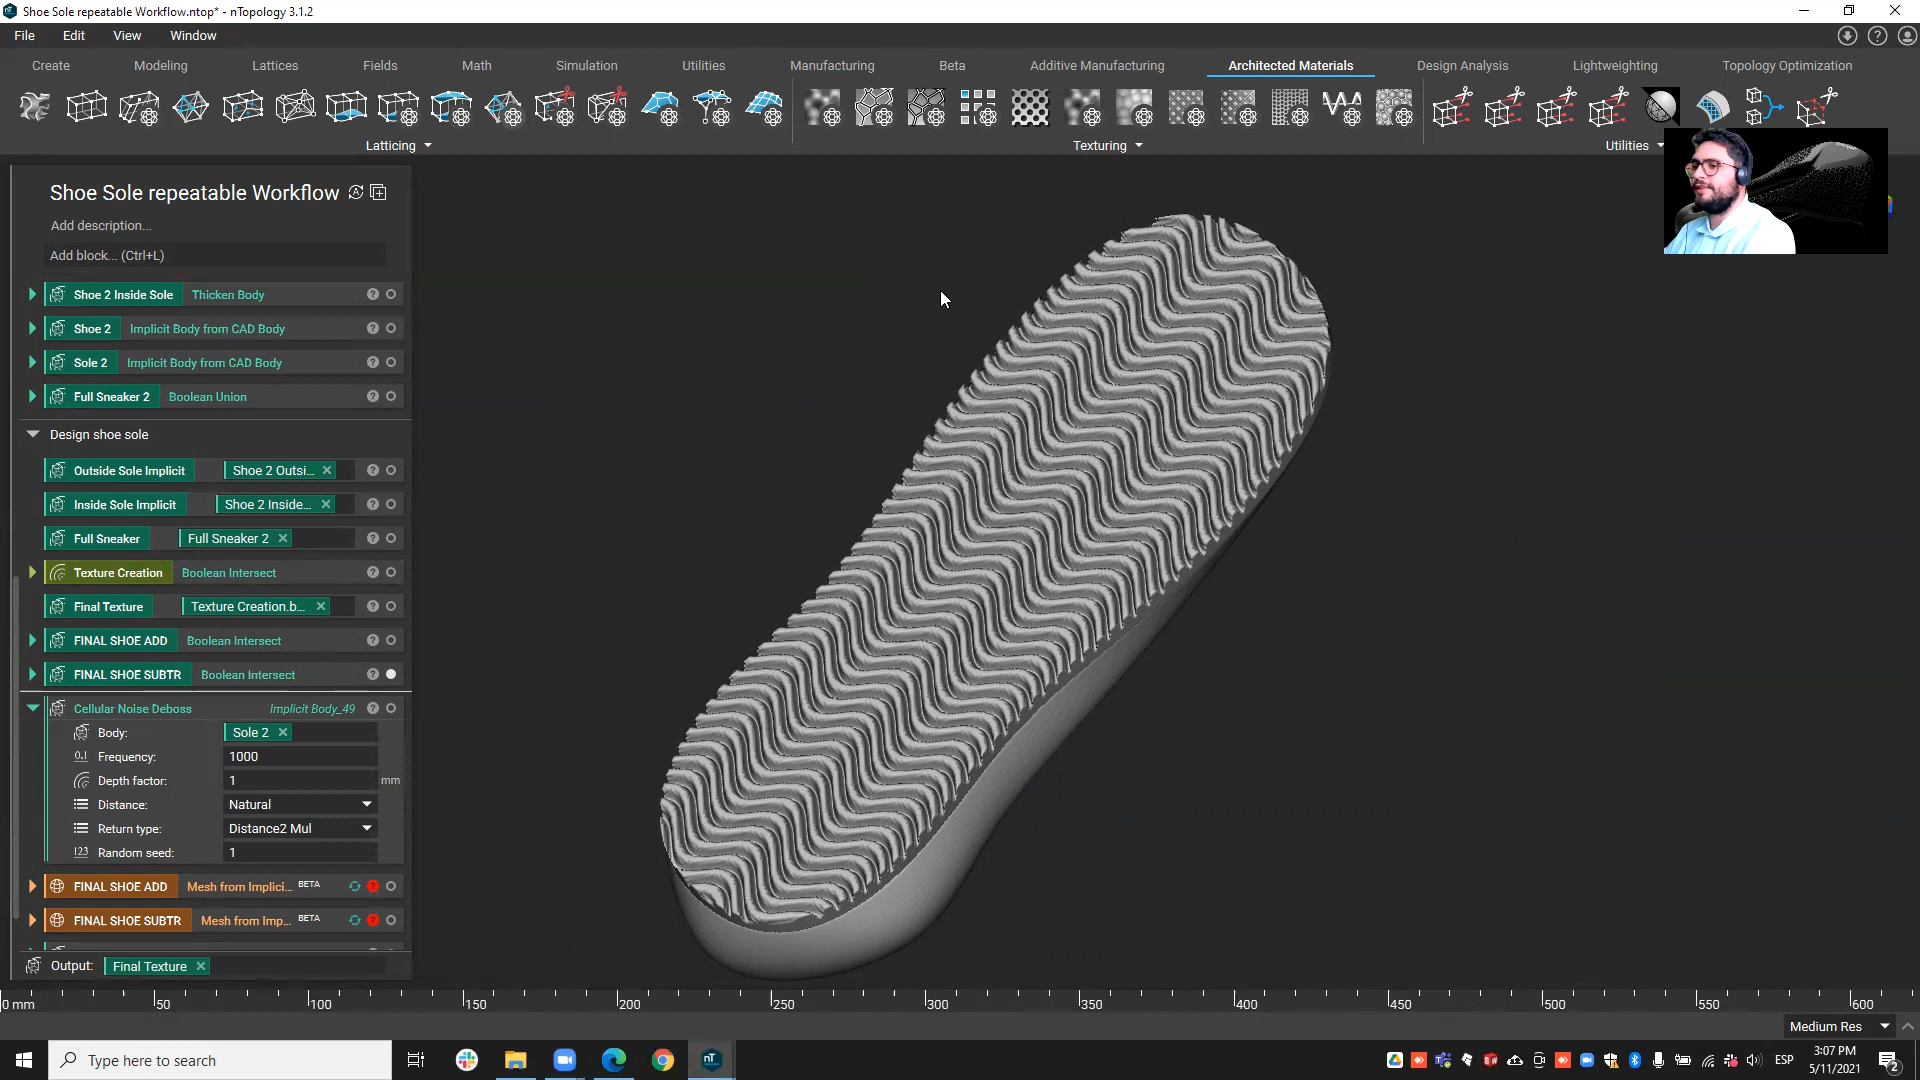 Shoe Sole repeatable Workflow.ntop* - nTopology 3.1.2
File Edit View Window
Create Modeling Lattices Fields Math Simulation Utilities Manufacturing Beta Additive Manufacturing Architected Materials Design Analysis Lightweighting Topology Optimization
Latticing Texturing Utilities
Shoe Sole repeatable Workflow
Add description...
Add block... (Ctrl+L)
Shoe 2 Inside Sole Thicken Body
Shoe 2 Implicit Body from CAD Body
Sole 2 Implicit Body from CAD Body
Full Sneaker 2 Boolean Union
Design shoe sole
Outside Sole Implicit Shoe 2 Outsi...
Inside Sole Implicit Shoe 2 Inside...
Full Sneaker Full Sneaker 2
Texture Creation Boolean Intersect
Final Texture Texture Creation.b...
FINAL SHOE ADD Boolean Intersect
FINAL SHOE SUBTR Boolean Intersect
Cellular Noise Deboss Implicit Body_49
Body: Sole 2
0.1 Frequency: 1000
Depth factor: 1 mm
Distance: Natural
Return type: Distance2 Mul
123 Random seed: 1
FINAL SHOE ADD Mesh from Implici... BETA
FINAL SHOE SUBTR Mesh from Imp... BETA
Output: Final Texture
0 mm 50 100 150 200 250 300 350 400 450 500 550 600
Medium Res
Type here to search
nT
ESP
3:07 PM
5/11/2021
2